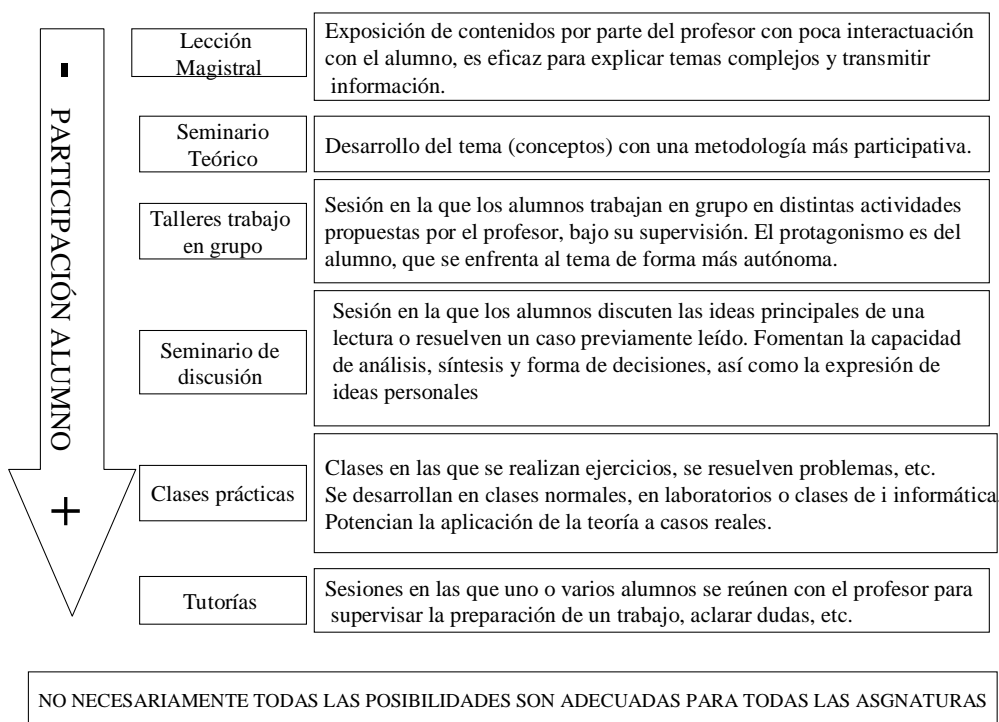 -
PARTICIPACIÓN ALUMNO
+
Lección
Magistral
Exposición de contenidos por parte del profesor con poca interactuación
con el alumno, es eficaz para explicar temas complejos y transmitir
información.
Seminario
Teórico
Desarrollo del tema (conceptos) con una metodología más participativa.
Talleres trabajo
en grupo
Sesión en la que los alumnos trabajan en grupo en distintas actividades
propuestas por el profesor, bajo su supervisión. El protagonismo es del
alumno, que se enfrenta al tema de forma más autónoma.
Seminario de
discusión
Sesión en la que los alumnos discuten las ideas principales de una
lectura o resuelven un caso previamente leído. Fomentan la capacidad
de análisis, síntesis y forma de decisiones, así como la expresión de
ideas personales
Clases prácticas
Clases en las que se realizan ejercicios, se resuelven problemas, etc.
Se desarrollan en clases normales, en laboratorios o clases de i informática.
Potencian la aplicación de la teoría a casos reales.
Tutorías
Sesiones en las que uno o varios alumnos se reúnen con el profesor para
supervisar la preparación de un trabajo, aclarar dudas, etc.
NO NECESARIAMENTE TODAS LAS POSIBILIDADES SON ADECUADAS PARA TODAS LAS ASGNATURAS